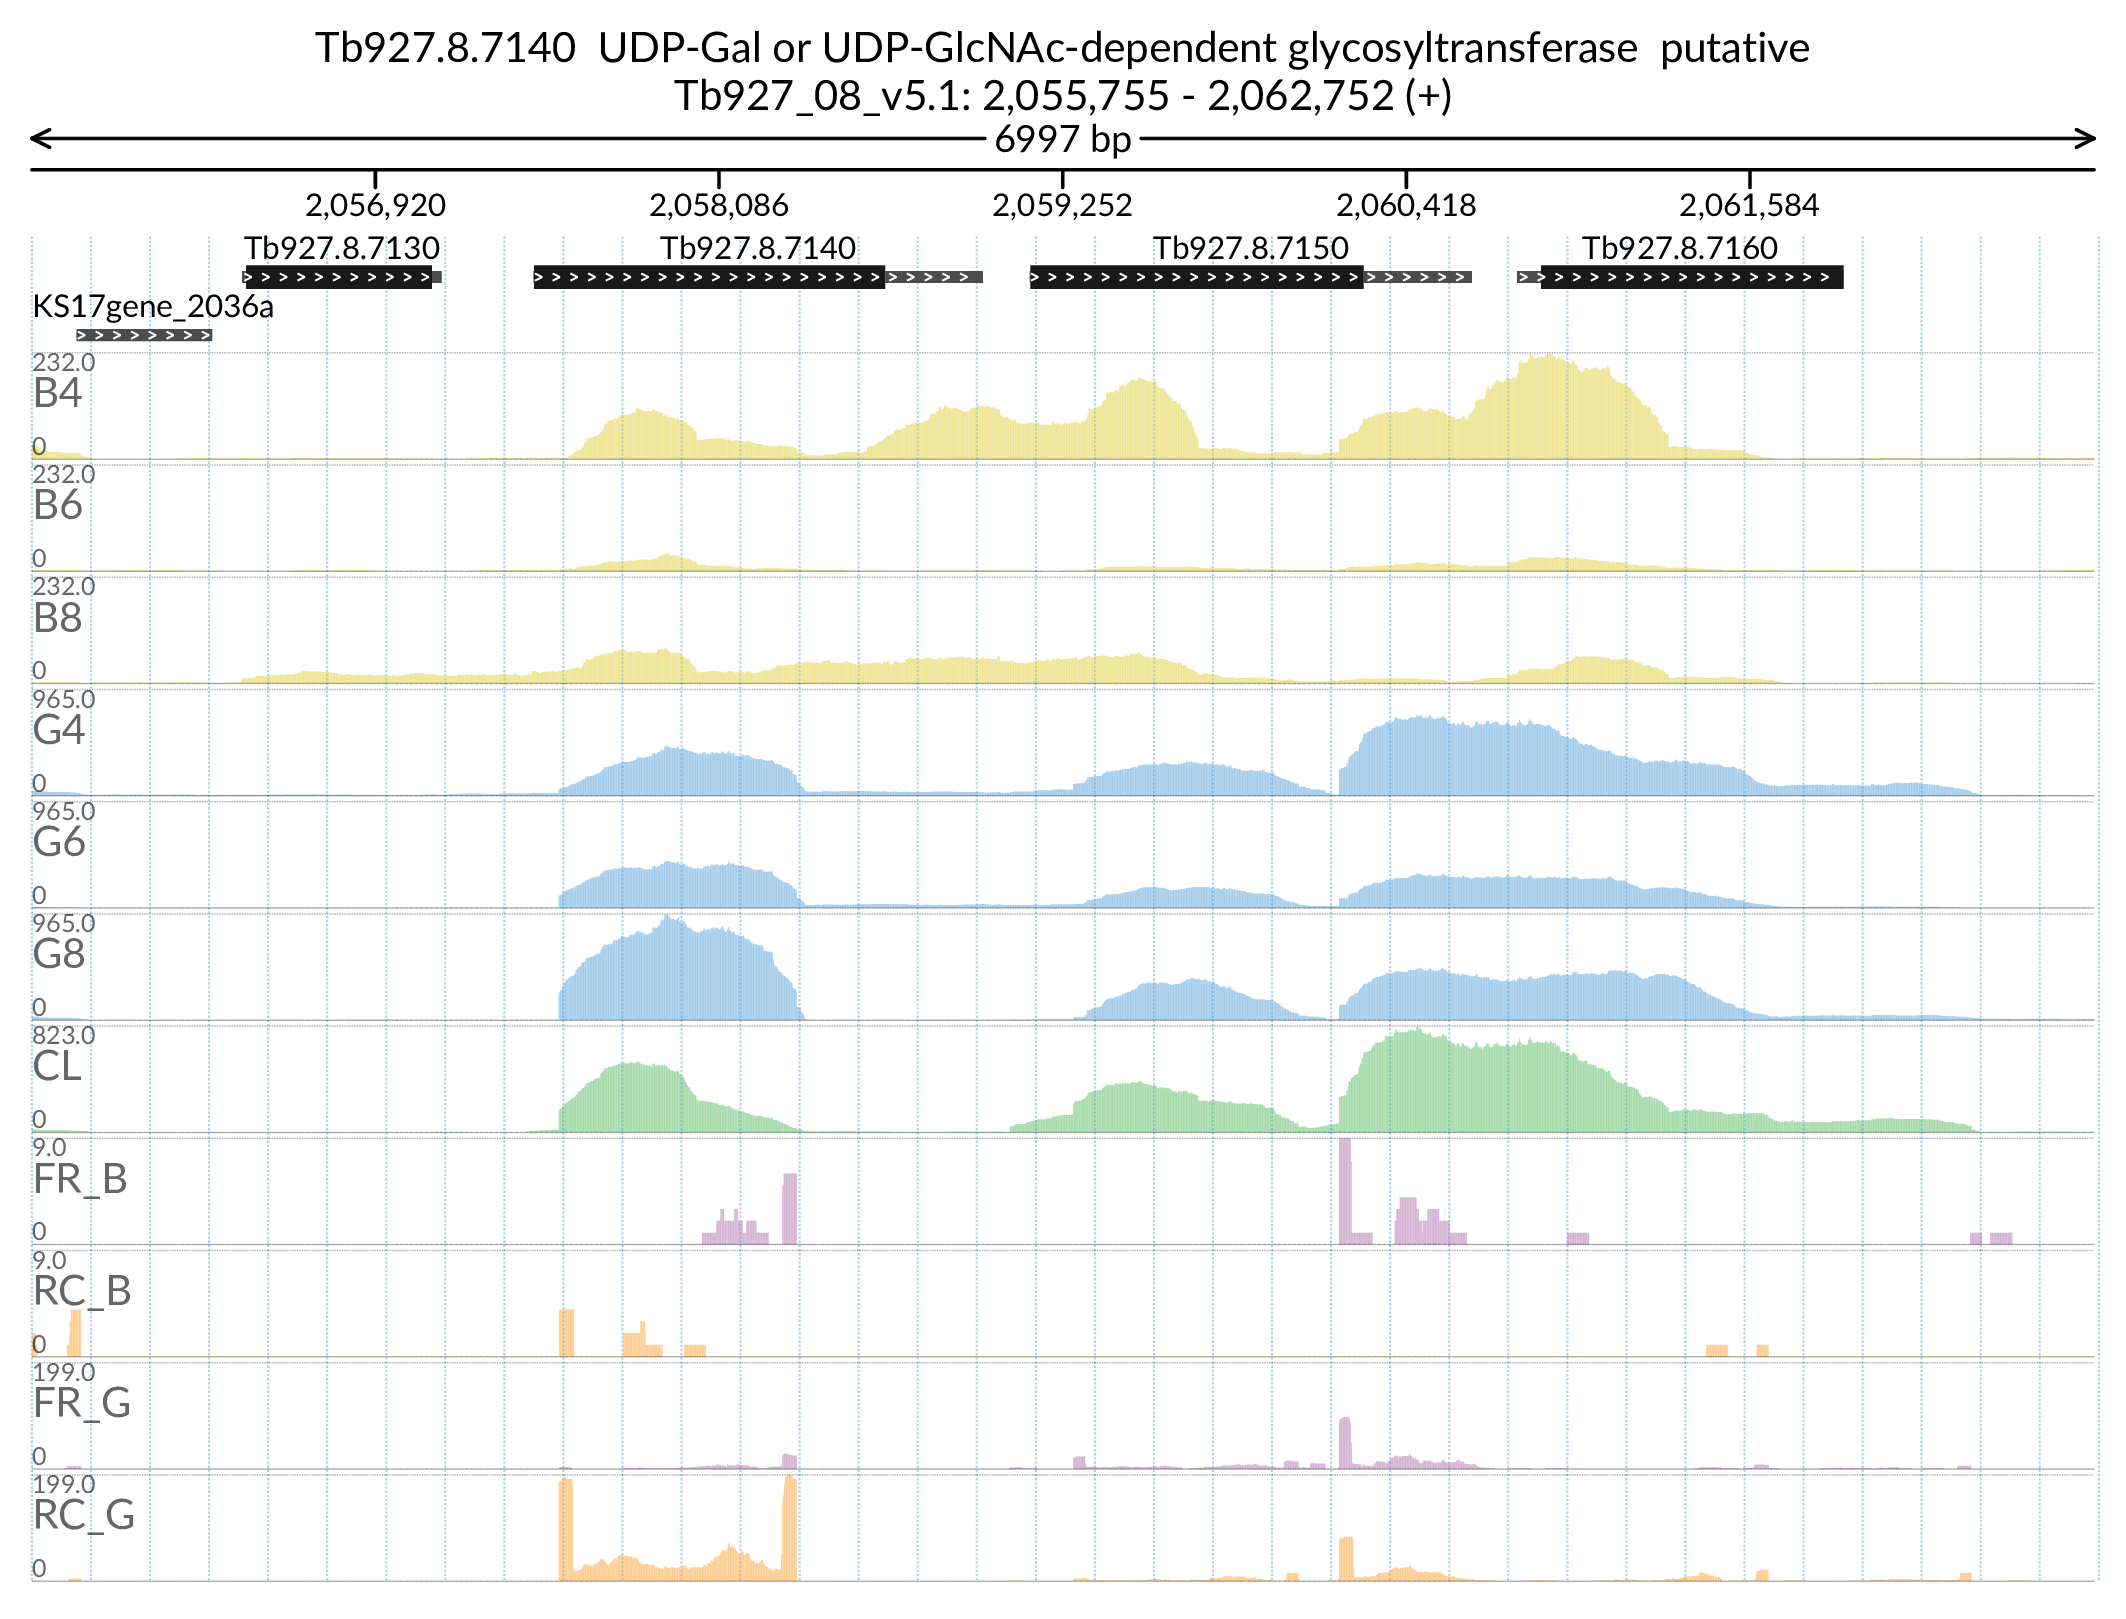 Tb927.8.7140  UDP-Gal or UDP-GlcNAc-dependent glycosyltransferase  putative
Tb927_08_v5.1: 2,055,755 - 2,062,752 (+)
6997 bp
2,056,920 2,058,086 2,059,252 2,060,418 2,061,584
Tb927.8.7130 Tb927.8.7140 Tb927.8.7150 Tb927.8.7160
KS17gene_2036a
232.0
B4
0
232.0
B6
0
232.0
B8
0
965.0
G4
0
965.0
G6
0
965.0
G8
0
823.0
CL
0
9.0
FR_B
0
9.0
RC_B
0
199.0
FR_G
0
199.0
RC_G
0